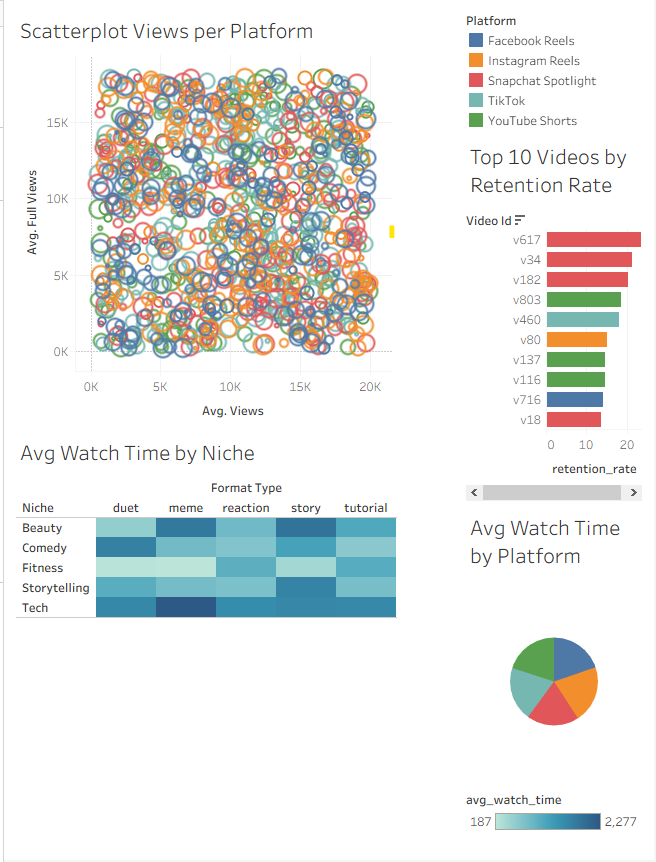 Scatterplot Views per Platform
Avg. Full Views
15K
10K
5K
0K
0K 5K 10K 15K 20K
Avg. Views
Platform
Facebook Reels
Instagram Reels
Snapchat Spotlight
TikTok
YouTube Shorts
Top 10 Videos by
Retention Rate
Video Id
v617
v34
v182
v803
v460
v80
v137
v116
v716
v18
0 10 20
retention_rate
Avg Watch Time by Niche
Format Type
Niche duet meme reaction story tutorial
Beauty
Comedy
Fitness
Storytelling
Tech
Avg Watch Time
by Platform
avg_watch_time
187 2,277